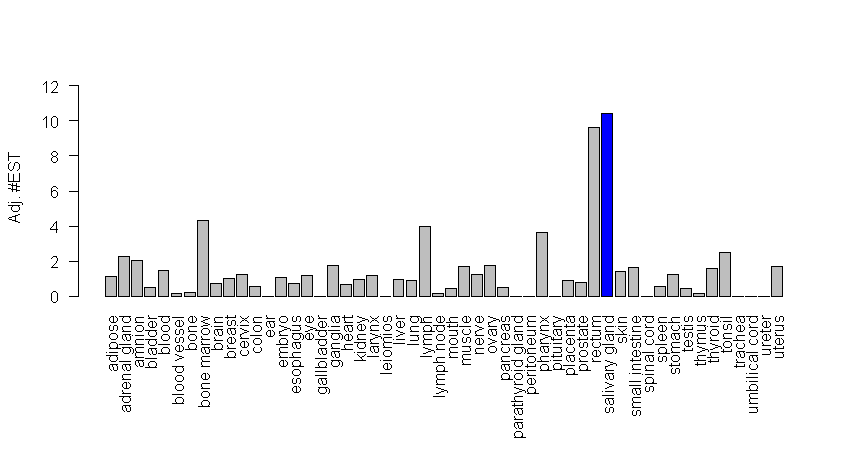 12
10
8
6
4
2
0
Adj. #EST
adipose
adrenal gland
amnion
bladder
blood
blood vessel
bone
bone marrow
brain
breast
cervix
colon
ear
embryo
esophagus
eye
gallbladder
ganglia
heart
kidney
larynx
leiomios
liver
lung
lymph
lymph node
mouth
muscle
nerve
ovary
pancreas
parathyroid gland
peritoneum
pharynx
pituitary
placenta
prostate
rectum
salivary gland
skin
small intestine
spinal cord
spleen
stomach
testis
thymus
thyroid
tonsil
trachea
umbilical cord
ureter
uterus